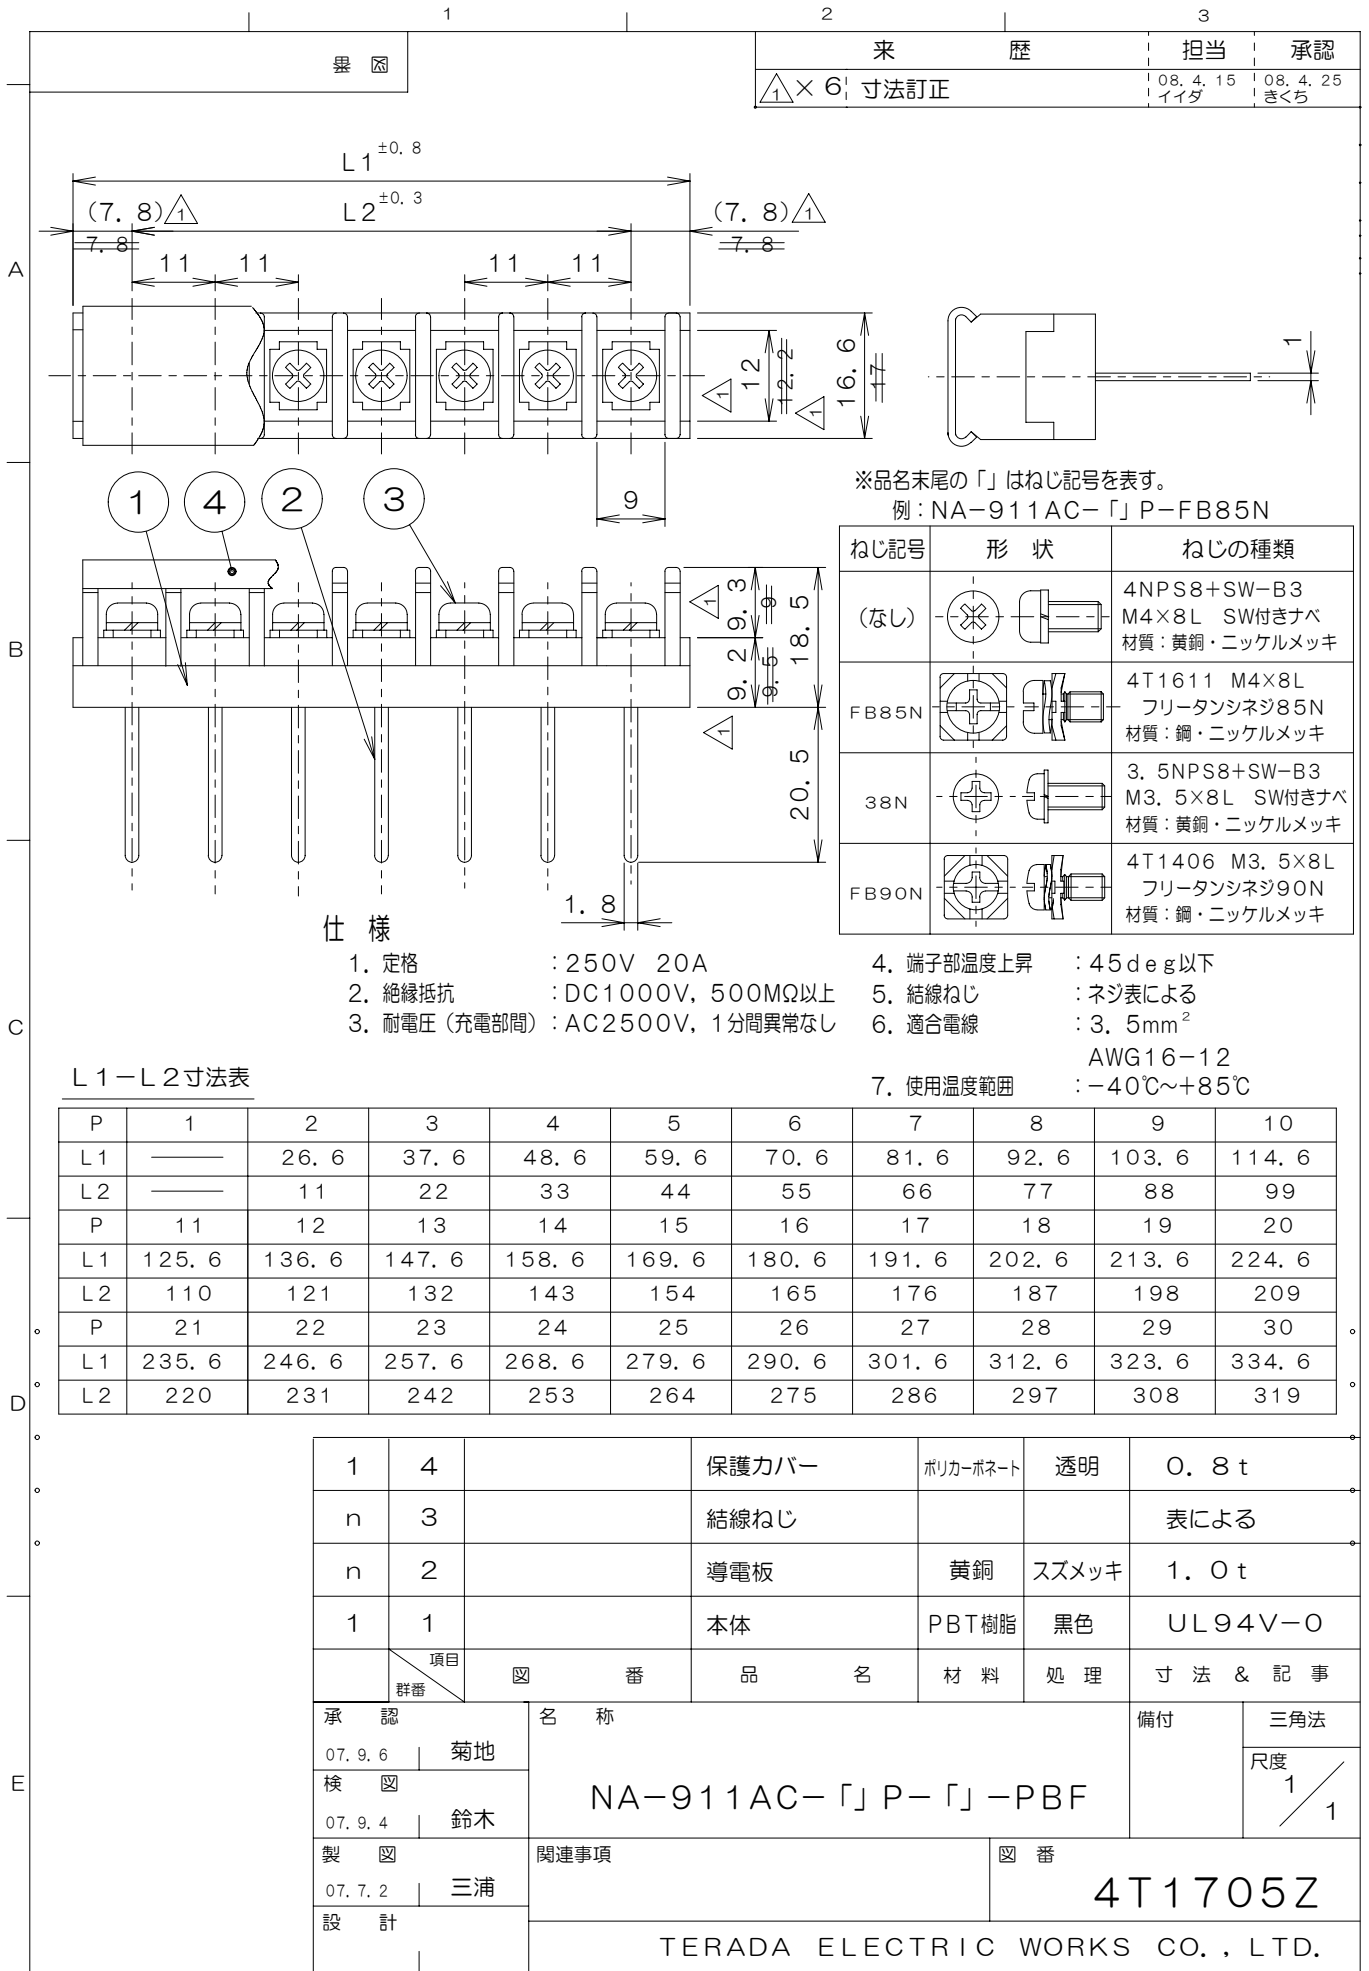 1 2 3
図番
来 歴 担当 承認
1 × 6 寸法訂正 08. 4. 15 イイダ 08. 4. 25 きくち
A
B
C
D
E
L1 ±0. 8
(7. 8) 1 L2 ±0. 3 (7. 8) 1
7. 8 7. 8
11 11 11 11
12 12. 2 16. 6 17 1
1 1
① ④ ② ③ 9
1 9. 3 9 18. 5
9. 2 9. 5
1
20. 5
1. 8
※品名末尾の「」はねじ記号を表す。
例：NA−911AC−「」P−FB85N
ねじ記号 形 状 ねじの種類
(なし) 4NPS8+SW−B3
M4×8L SW付きナベ
材質：黄銅・ニッケルメッキ
FB85N 4T1611 M4×8L
フリータンシネジ85N
材質：鋼・ニッケルメッキ
38N 3. 5NPS8+SW−B3
M3. 5×8L SW付きナベ
材質：黄銅・ニッケルメッキ
FB90N 4T1406 M3. 5×8L
フリータンシネジ90N
材質：鋼・ニッケルメッキ
仕 様
1. 定格 ：250V 20A
2. 絶縁抵抗 ：DC1000V, 500MΩ以上
3. 耐電圧（充電部間）：AC2500V, 1分間異常なし
4. 端子部温度上昇 ：45deg以下
5. 結線ねじ ：ネジ表による
6. 適合電線 ：3. 5mm²
AWG16−12
7. 使用温度範囲 ：−40℃〜+85℃
L1−L2寸法表
P 1 2 3 4 5 6 7 8 9 10
L1 ─── 26. 6 37. 6 48. 6 59. 6 70. 6 81. 6 92. 6 103. 6 114. 6
L2 ─── 11 22 33 44 55 66 77 88 99
P 11 12 13 14 15 16 17 18 19 20
L1 125. 6 136. 6 147. 6 158. 6 169. 6 180. 6 191. 6 202. 6 213. 6 224. 6
L2 110 121 132 143 154 165 176 187 198 209
P 21 22 23 24 25 26 27 28 29 30
L1 235. 6 246. 6 257. 6 268. 6 279. 6 290. 6 301. 6 312. 6 323. 6 334. 6
L2 220 231 242 253 264 275 286 297 308 319
1 4 保護カバー ポリカーボネート 透明 0. 8t
n 3 結線ねじ 表による
n 2 導電板 黄銅 スズメッキ 1. 0t
1 1 本体 PBT樹脂 黒色 UL94V−0
項目 群番 図 番 品 名 材 料 処 理 寸 法 & 記 事
承 認 07. 9. 6 菊地
検 図 07. 9. 4 鈴木
製 図 07. 7. 2 三浦
設 計
名 称
NA−911AC−「」P−「」−PBF
備付 三角法
尺度 1/1
関連事項
図 番
4T1705Z
TERADA ELECTRIC WORKS CO., LTD.